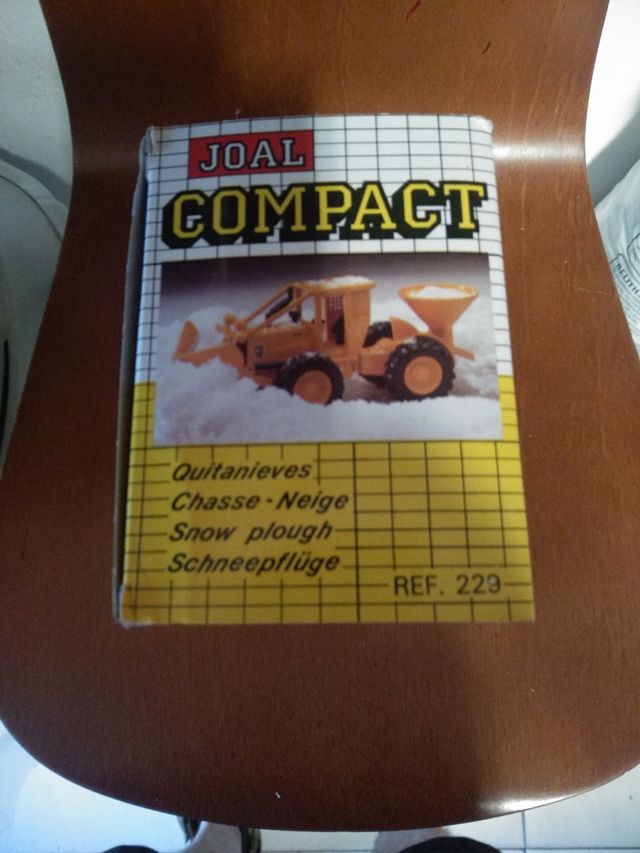 JOAL
COMPACT
Quitanieves
Chasse-Neige
Snow plough
Schneepflüge
REF. 229